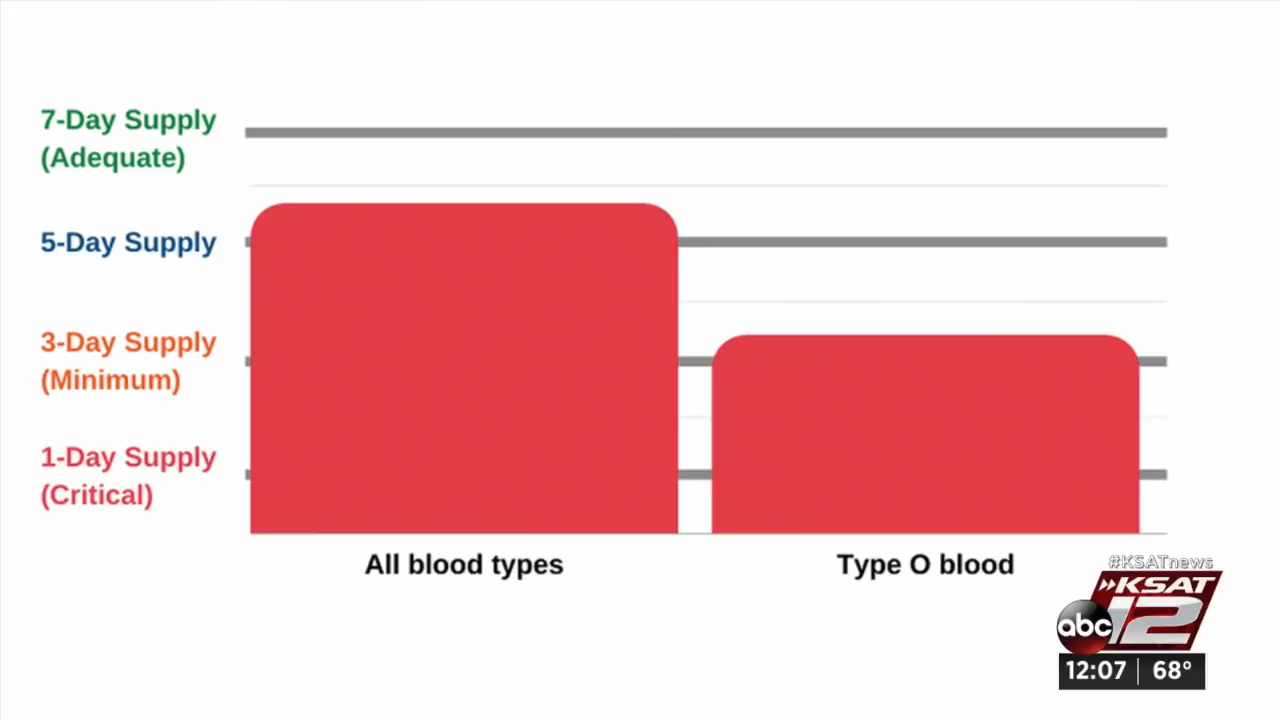 7-Day Supply
(Adequate)
5-Day Supply
3-Day Supply
(Minimum)
1-Day Supply
(Critical)
All blood types
Type O blood
#KSATnews
KSAT
abc 12
12:07 68°